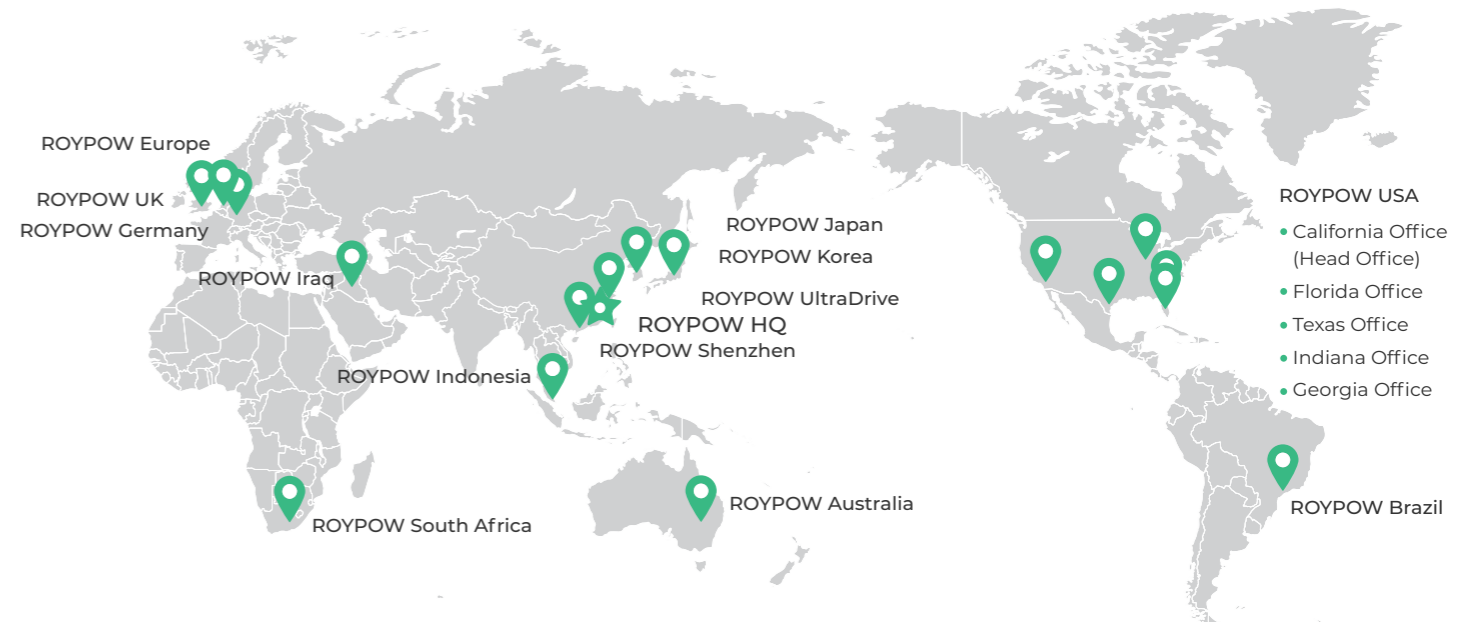 ROYPOW Europe
ROYPOW UK
ROYPOW Germany
ROYPOW Iraq
ROYPOW Japan
ROYPOW Korea
ROYPOW UltraDrive
ROYPOW HQ
ROYPOW Shenzhen
ROYPOW Indonesia
ROYPOW South Africa
ROYPOW Australia
ROYPOW USA
California Office
(Head Office)
Florida Office
Texas Office
Indiana Office
Georgia Office
ROYPOW Brazil